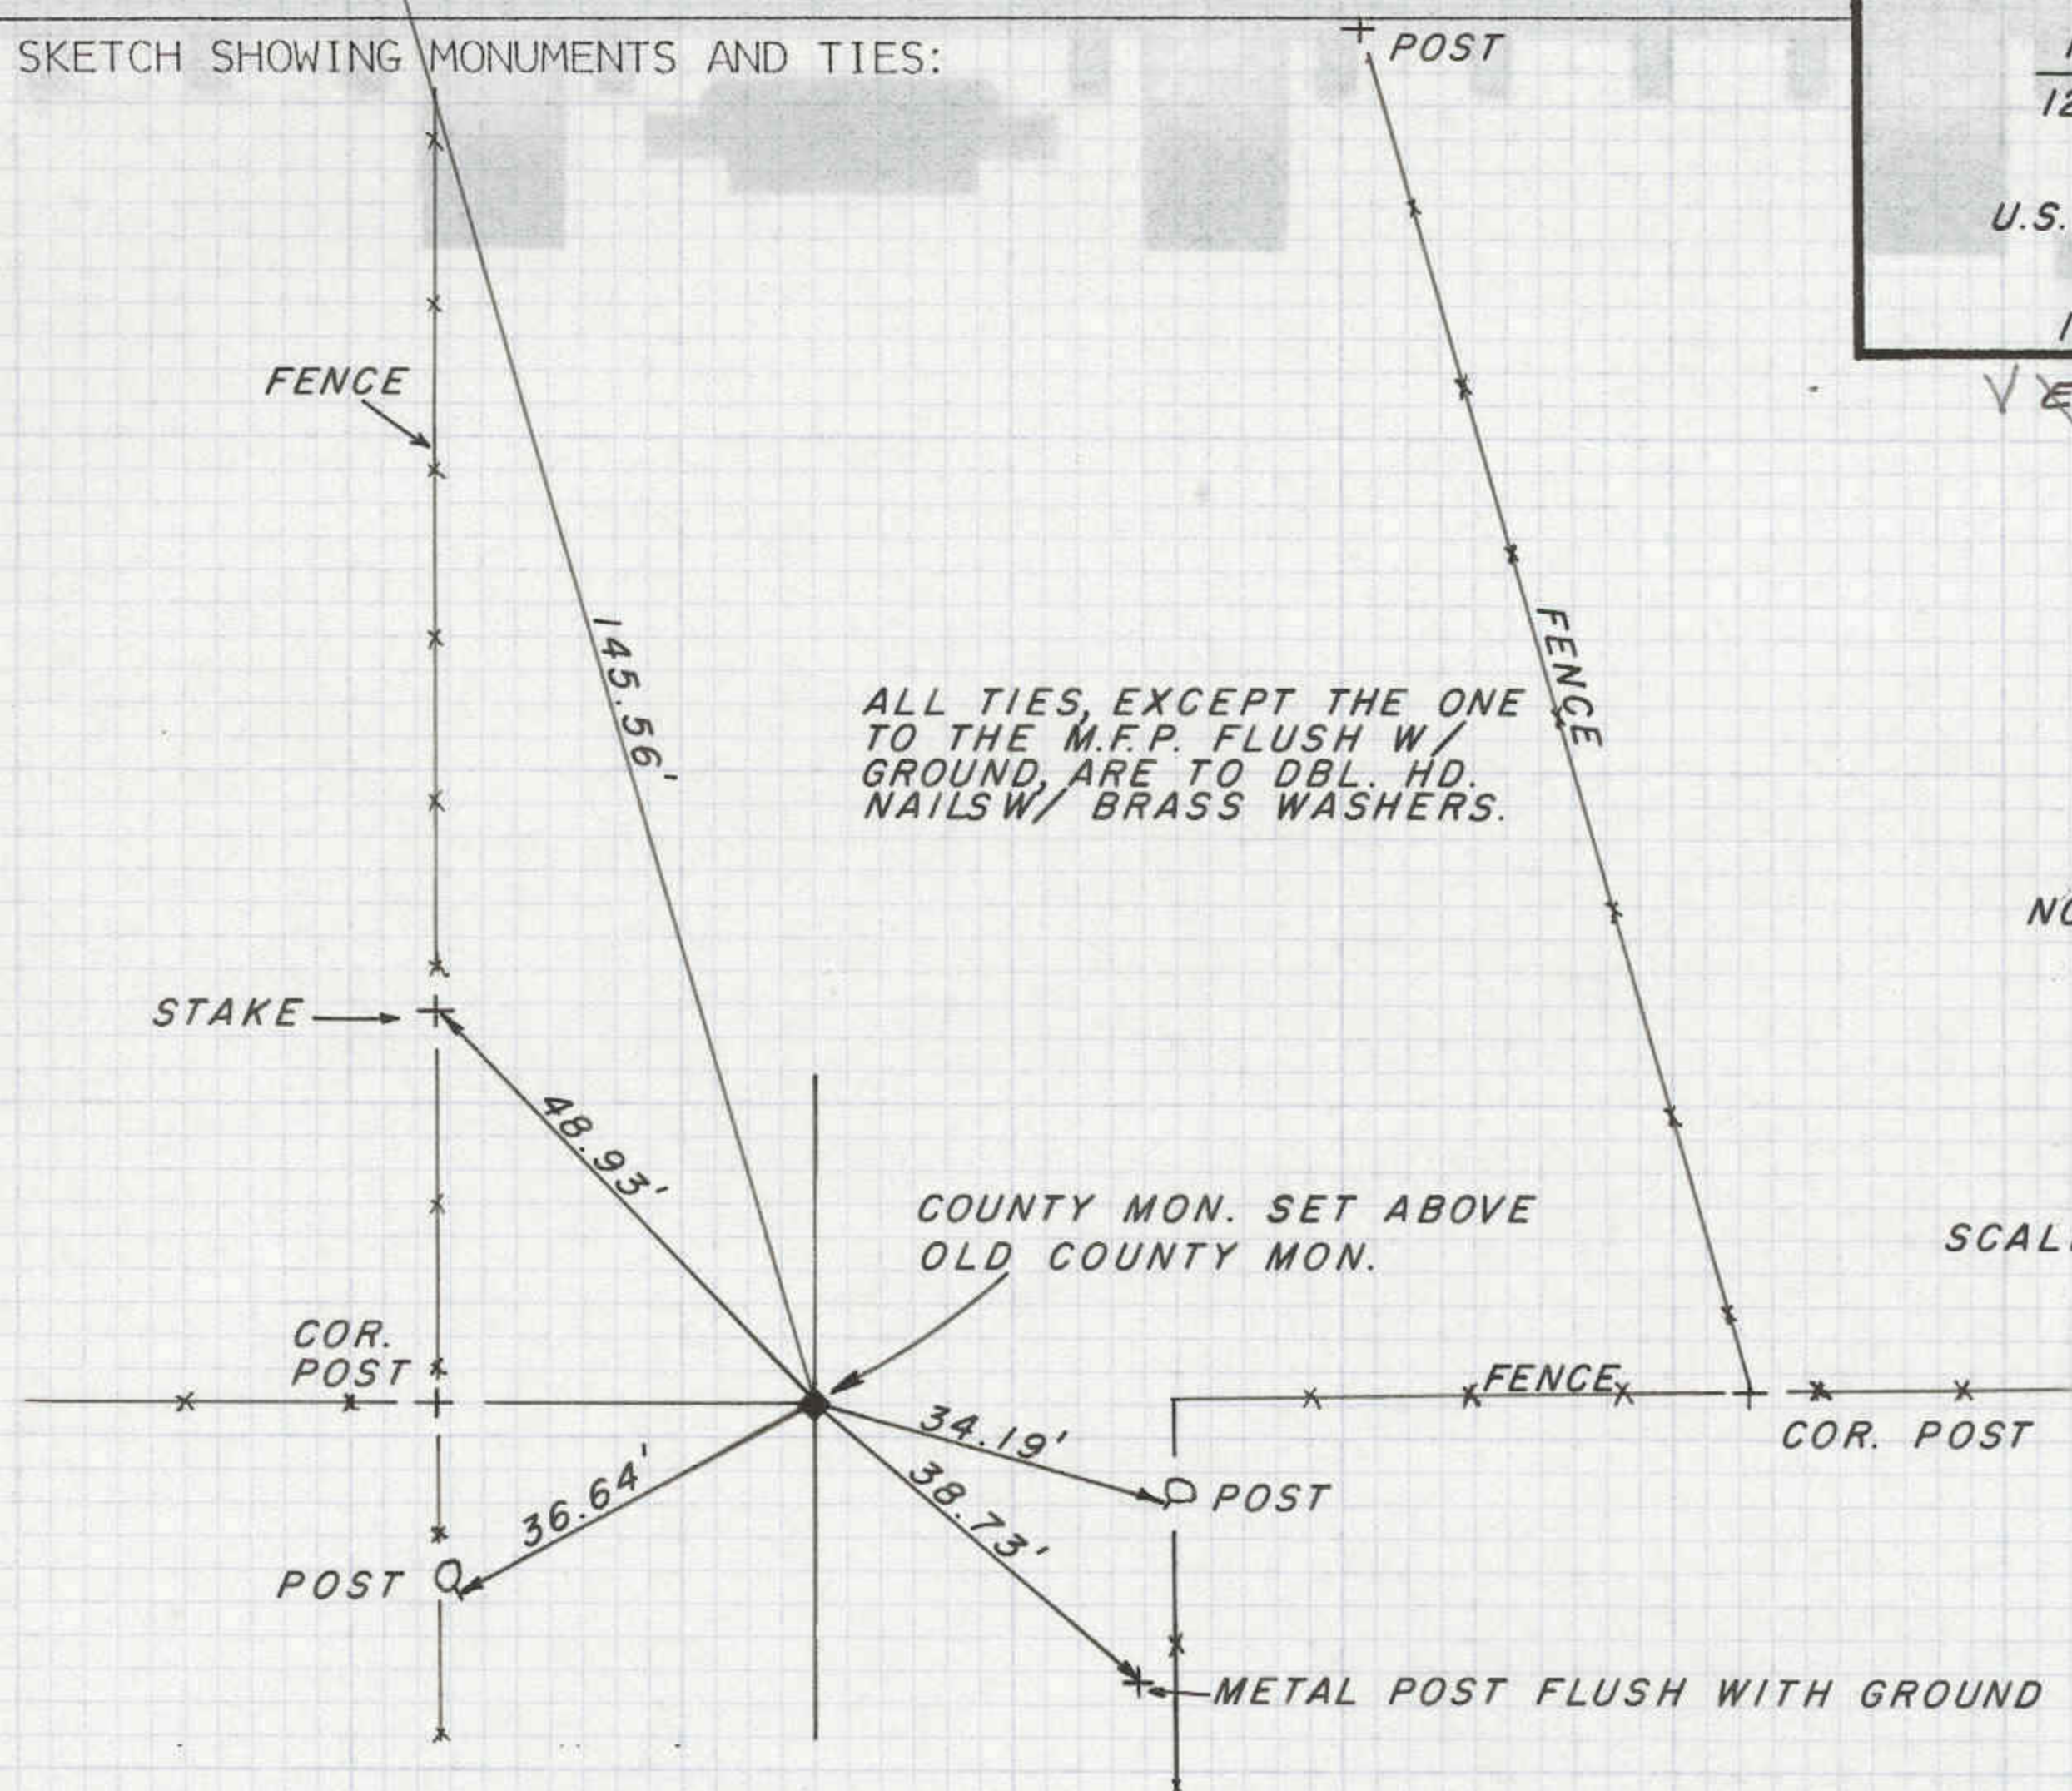 SKETCH SHOWING MONUMENTS AND TIES:
POST
U.S.
FENCE
145.56'
FENCE
ALL TIES, EXCEPT THE ONE
TO THE M.F.P. FLUSH W/
GROUND, ARE TO DBL. HD.
NAILS W/ BRASS WASHERS.
STAKE
48.93'
COUNTY MON. SET ABOVE
OLD COUNTY MON.
COR.
POST
FENCE
COR. POST
34.19'
38.73'
POST
36.64'
POST
METAL POST FLUSH WITH GROUND